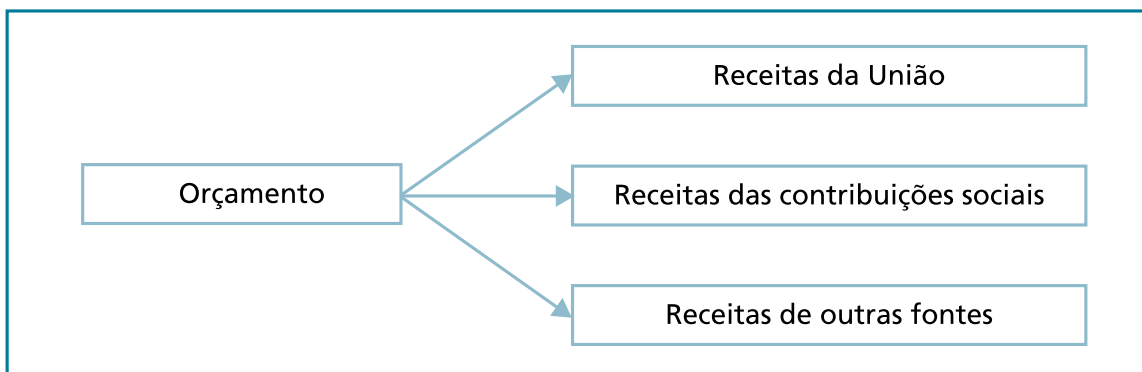 Receitas da União
Orçamento
Receitas das contribuições sociais
Receitas de outras fontes